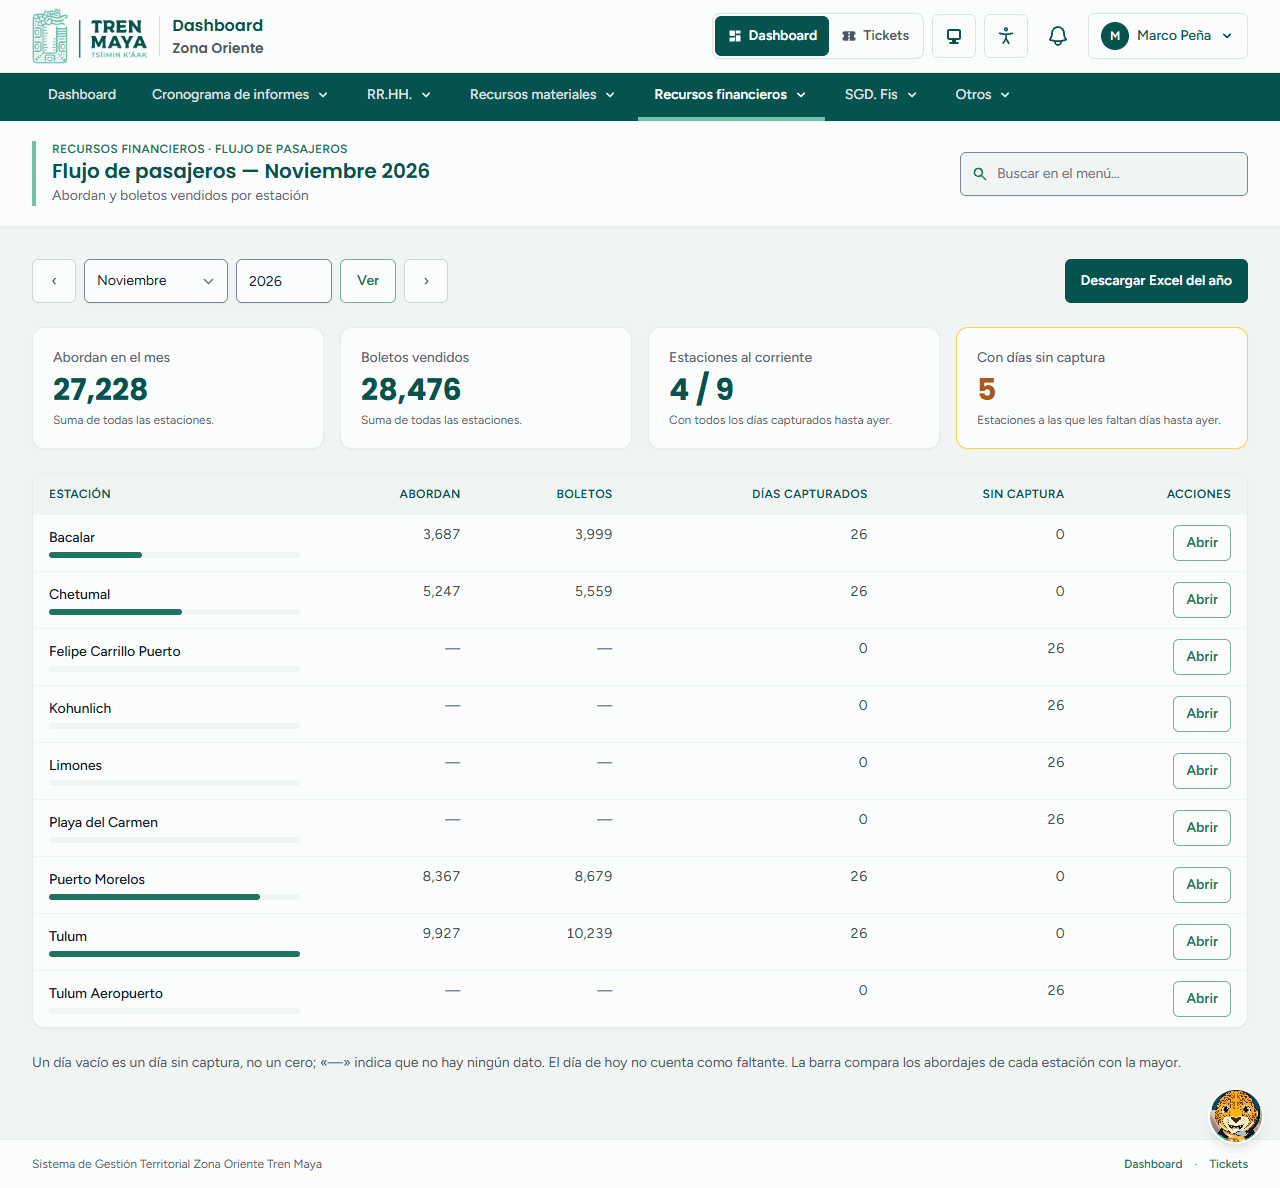 TREN
MAYA
TSÍIMIN K'ÁAK
Dashboard
Zona Oriente
Dashboard
Tickets
M
Marco Peña
Dashboard
Cronograma de informes
RR.HH.
Recursos materiales
Recursos financieros
SGD. Fis
Otros
RECURSOS FINANCIEROS · FLUJO DE PASAJEROS
Flujo de pasajeros — Noviembre 2026
Abordan y boletos vendidos por estación
Buscar en el menú...
‹
Noviembre
2026
Ver
›
Descargar Excel del año
Abordan en el mes
27,228
Suma de todas las estaciones.
Boletos vendidos
28,476
Suma de todas las estaciones.
Estaciones al corriente
4 / 9
Con todos los días capturados hasta ayer.
Con días sin captura
5
Estaciones a las que les faltan días hasta ayer.
ESTACIÓN ABORDAN BOLETOS DÍAS CAPTURADOS SIN CAPTURA ACCIONES
Bacalar 3,687 3,999 26 0 Abrir
Chetumal 5,247 5,559 26 0 Abrir
Felipe Carrillo Puerto — — 0 26 Abrir
Kohunlich — — 0 26 Abrir
Limones — — 0 26 Abrir
Playa del Carmen — — 0 26 Abrir
Puerto Morelos 8,367 8,679 26 0 Abrir
Tulum 9,927 10,239 26 0 Abrir
Tulum Aeropuerto — — 0 26 Abrir
Un día vacío es un día sin captura, no un cero; «—» indica que no hay ningún dato. El día de hoy no cuenta como faltante. La barra compara los abordajes de cada estación con la mayor.
Sistema de Gestión Territorial Zona Oriente Tren Maya
Dashboard · Tickets